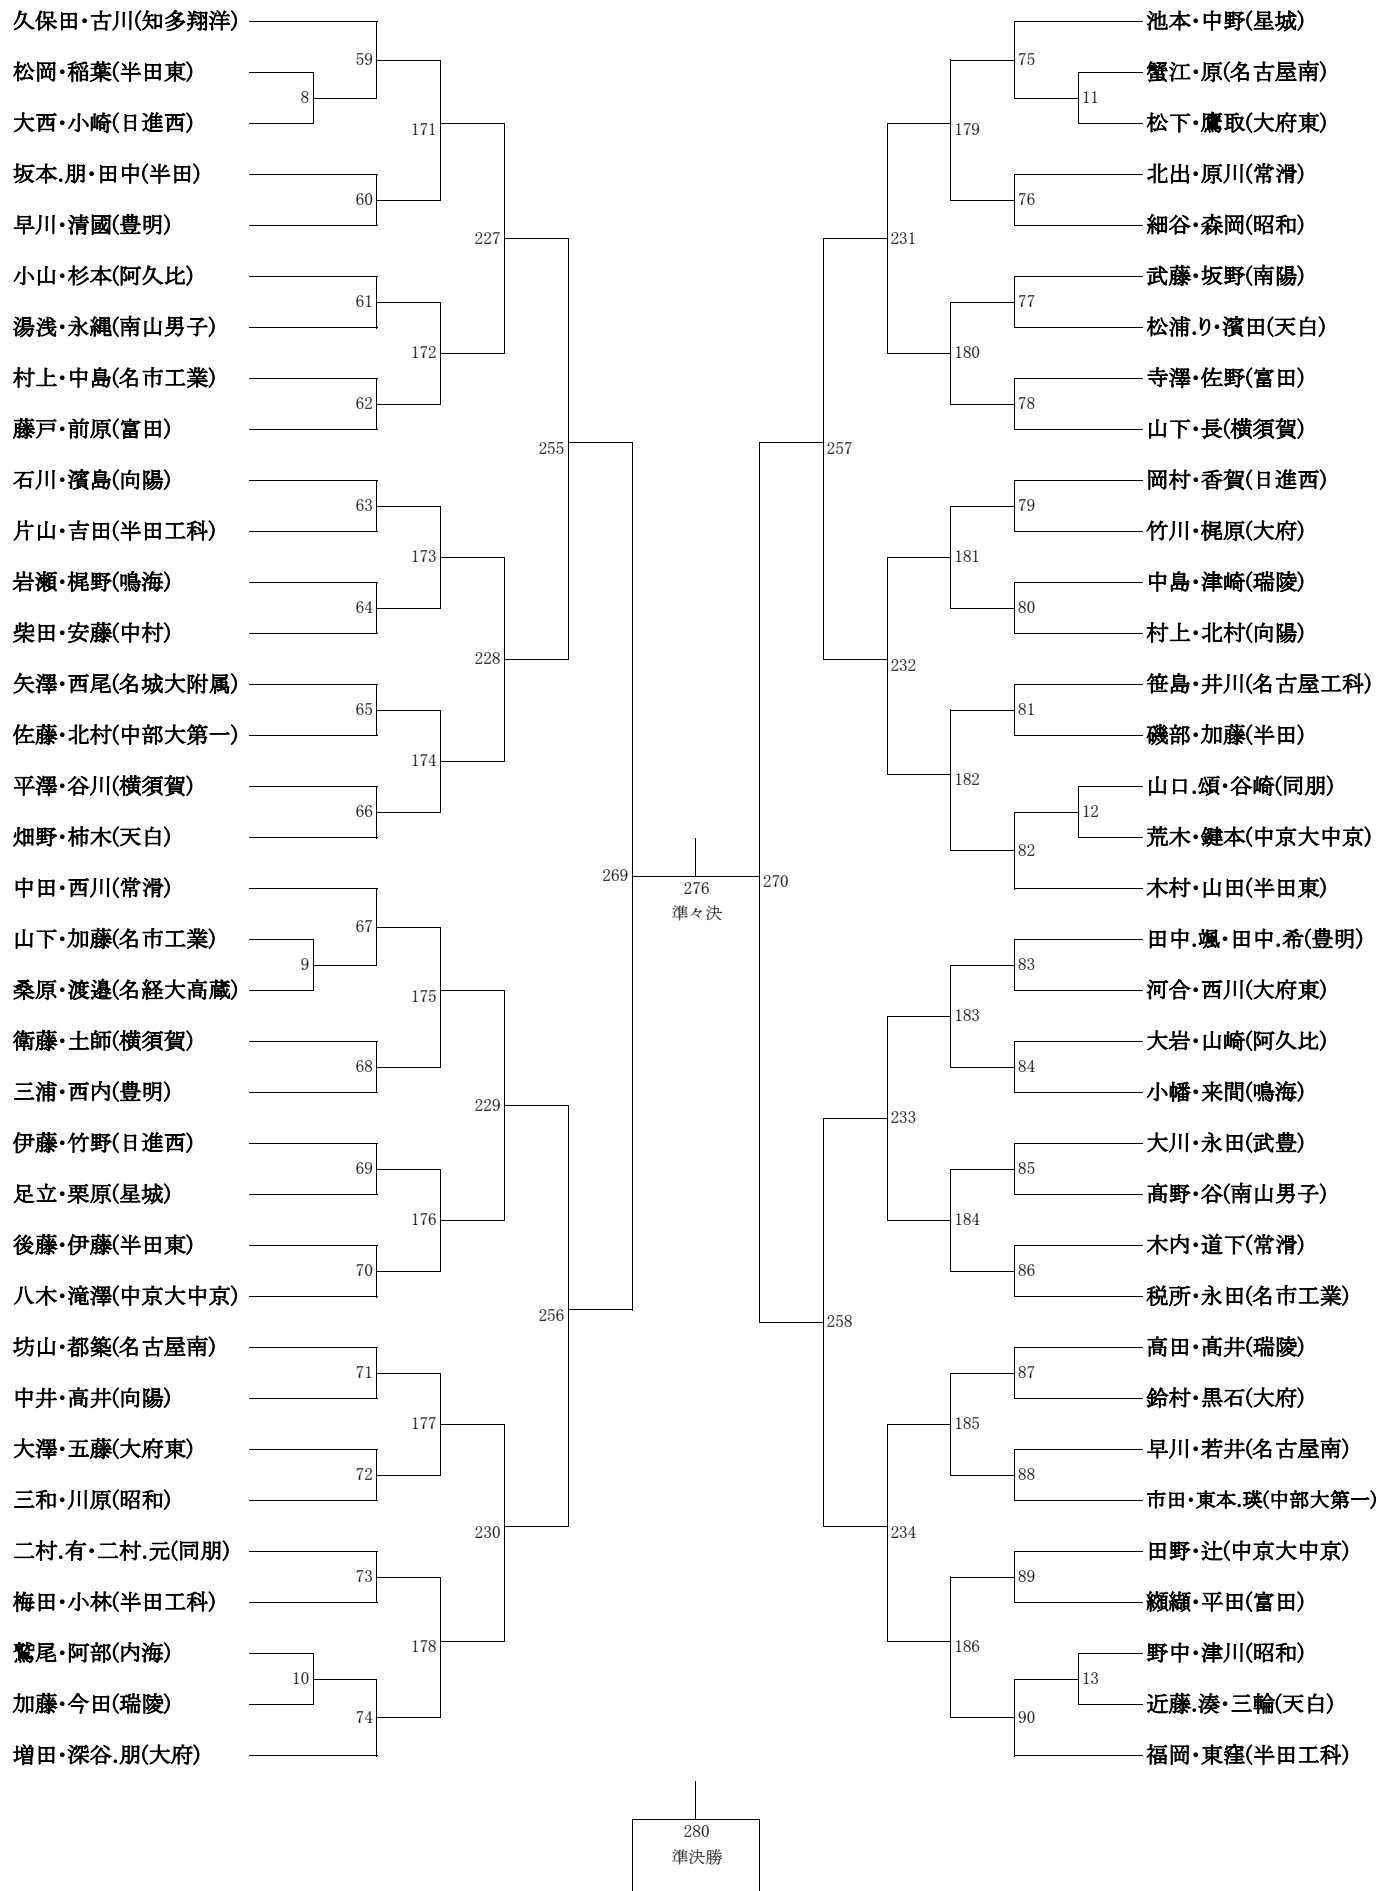 久保田・古川(知多翔洋)
松岡・稲葉(半田東)
大西・小崎(日進西)
坂本.朋・田中(半田)
早川・清國(豊明)
小山・杉本(阿久比)
湯浅・永縄(南山男子)
村上・中島(名市工業)
藤戸・前原(富田)
石川・濱島(向陽)
片山・吉田(半田工科)
岩瀬・梶野(鳴海)
柴田・安藤(中村)
矢澤・西尾(名城大附属)
佐藤・北村(中部大第一)
平澤・谷川(横須賀)
畑野・柿木(天白)
中田・西川(常滑)
山下・加藤(名市工業)
桑原・渡邉(名経大高蔵)
衛藤・土師(横須賀)
三浦・西内(豊明)
伊藤・竹野(日進西)
足立・栗原(星城)
後藤・伊藤(半田東)
八木・滝澤(中京大中京)
坊山・都築(名古屋南)
中井・高井(向陽)
大澤・五藤(大府東)
三和・川原(昭和)
二村.有・二村.元(同朋)
梅田・小林(半田工科)
鷲尾・阿部(内海)
加藤・今田(瑞陵)
増田・深谷.朋(大府)
8
9
10
59
60
61
62
63
64
65
66
67
68
69
70
71
72
73
74
171
172
173
174
175
176
177
178
227
228
229
230
255
256
269
276
準々決
270
257
258
231
232
233
234
179
180
181
182
183
184
185
186
75
76
77
78
79
80
81
82
83
84
85
86
87
88
89
90
11
12
13
池本・中野(星城)
蟹江・原(名古屋南)
松下・鷹取(大府東)
北出・原川(常滑)
細谷・森岡(昭和)
武藤・坂野(南陽)
松浦.り・濱田(天白)
寺澤・佐野(富田)
山下・長(横須賀)
岡村・香賀(日進西)
竹川・梶原(大府)
中島・津崎(瑞陵)
村上・北村(向陽)
笹島・井川(名古屋工科)
磯部・加藤(半田)
山口.頌・谷崎(同朋)
荒木・鍵本(中京大中京)
木村・山田(半田東)
田中.颯・田中.希(豊明)
河合・西川(大府東)
大岩・山崎(阿久比)
小幡・来間(鳴海)
大川・永田(武豊)
髙野・谷(南山男子)
木内・道下(常滑)
税所・永田(名市工業)
高田・髙井(瑞陵)
鈴村・黒石(大府)
早川・若井(名古屋南)
市田・東本.瑛(中部大第一)
田野・辻(中京大中京)
纐纈・平田(富田)
野中・津川(昭和)
近藤.湊・三輪(天白)
福岡・東窪(半田工科)
280
準決勝